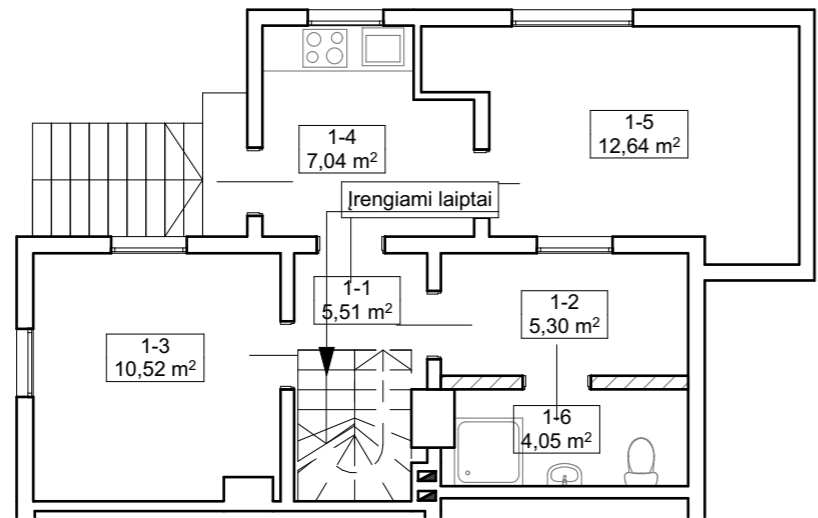 1-4
7,04 m²
1-5
12,64 m²
Įrengiami laiptai
1-1
5,51 m²
1-2
5,30 m²
1-3
10,52 m²
1-6
4,05 m²